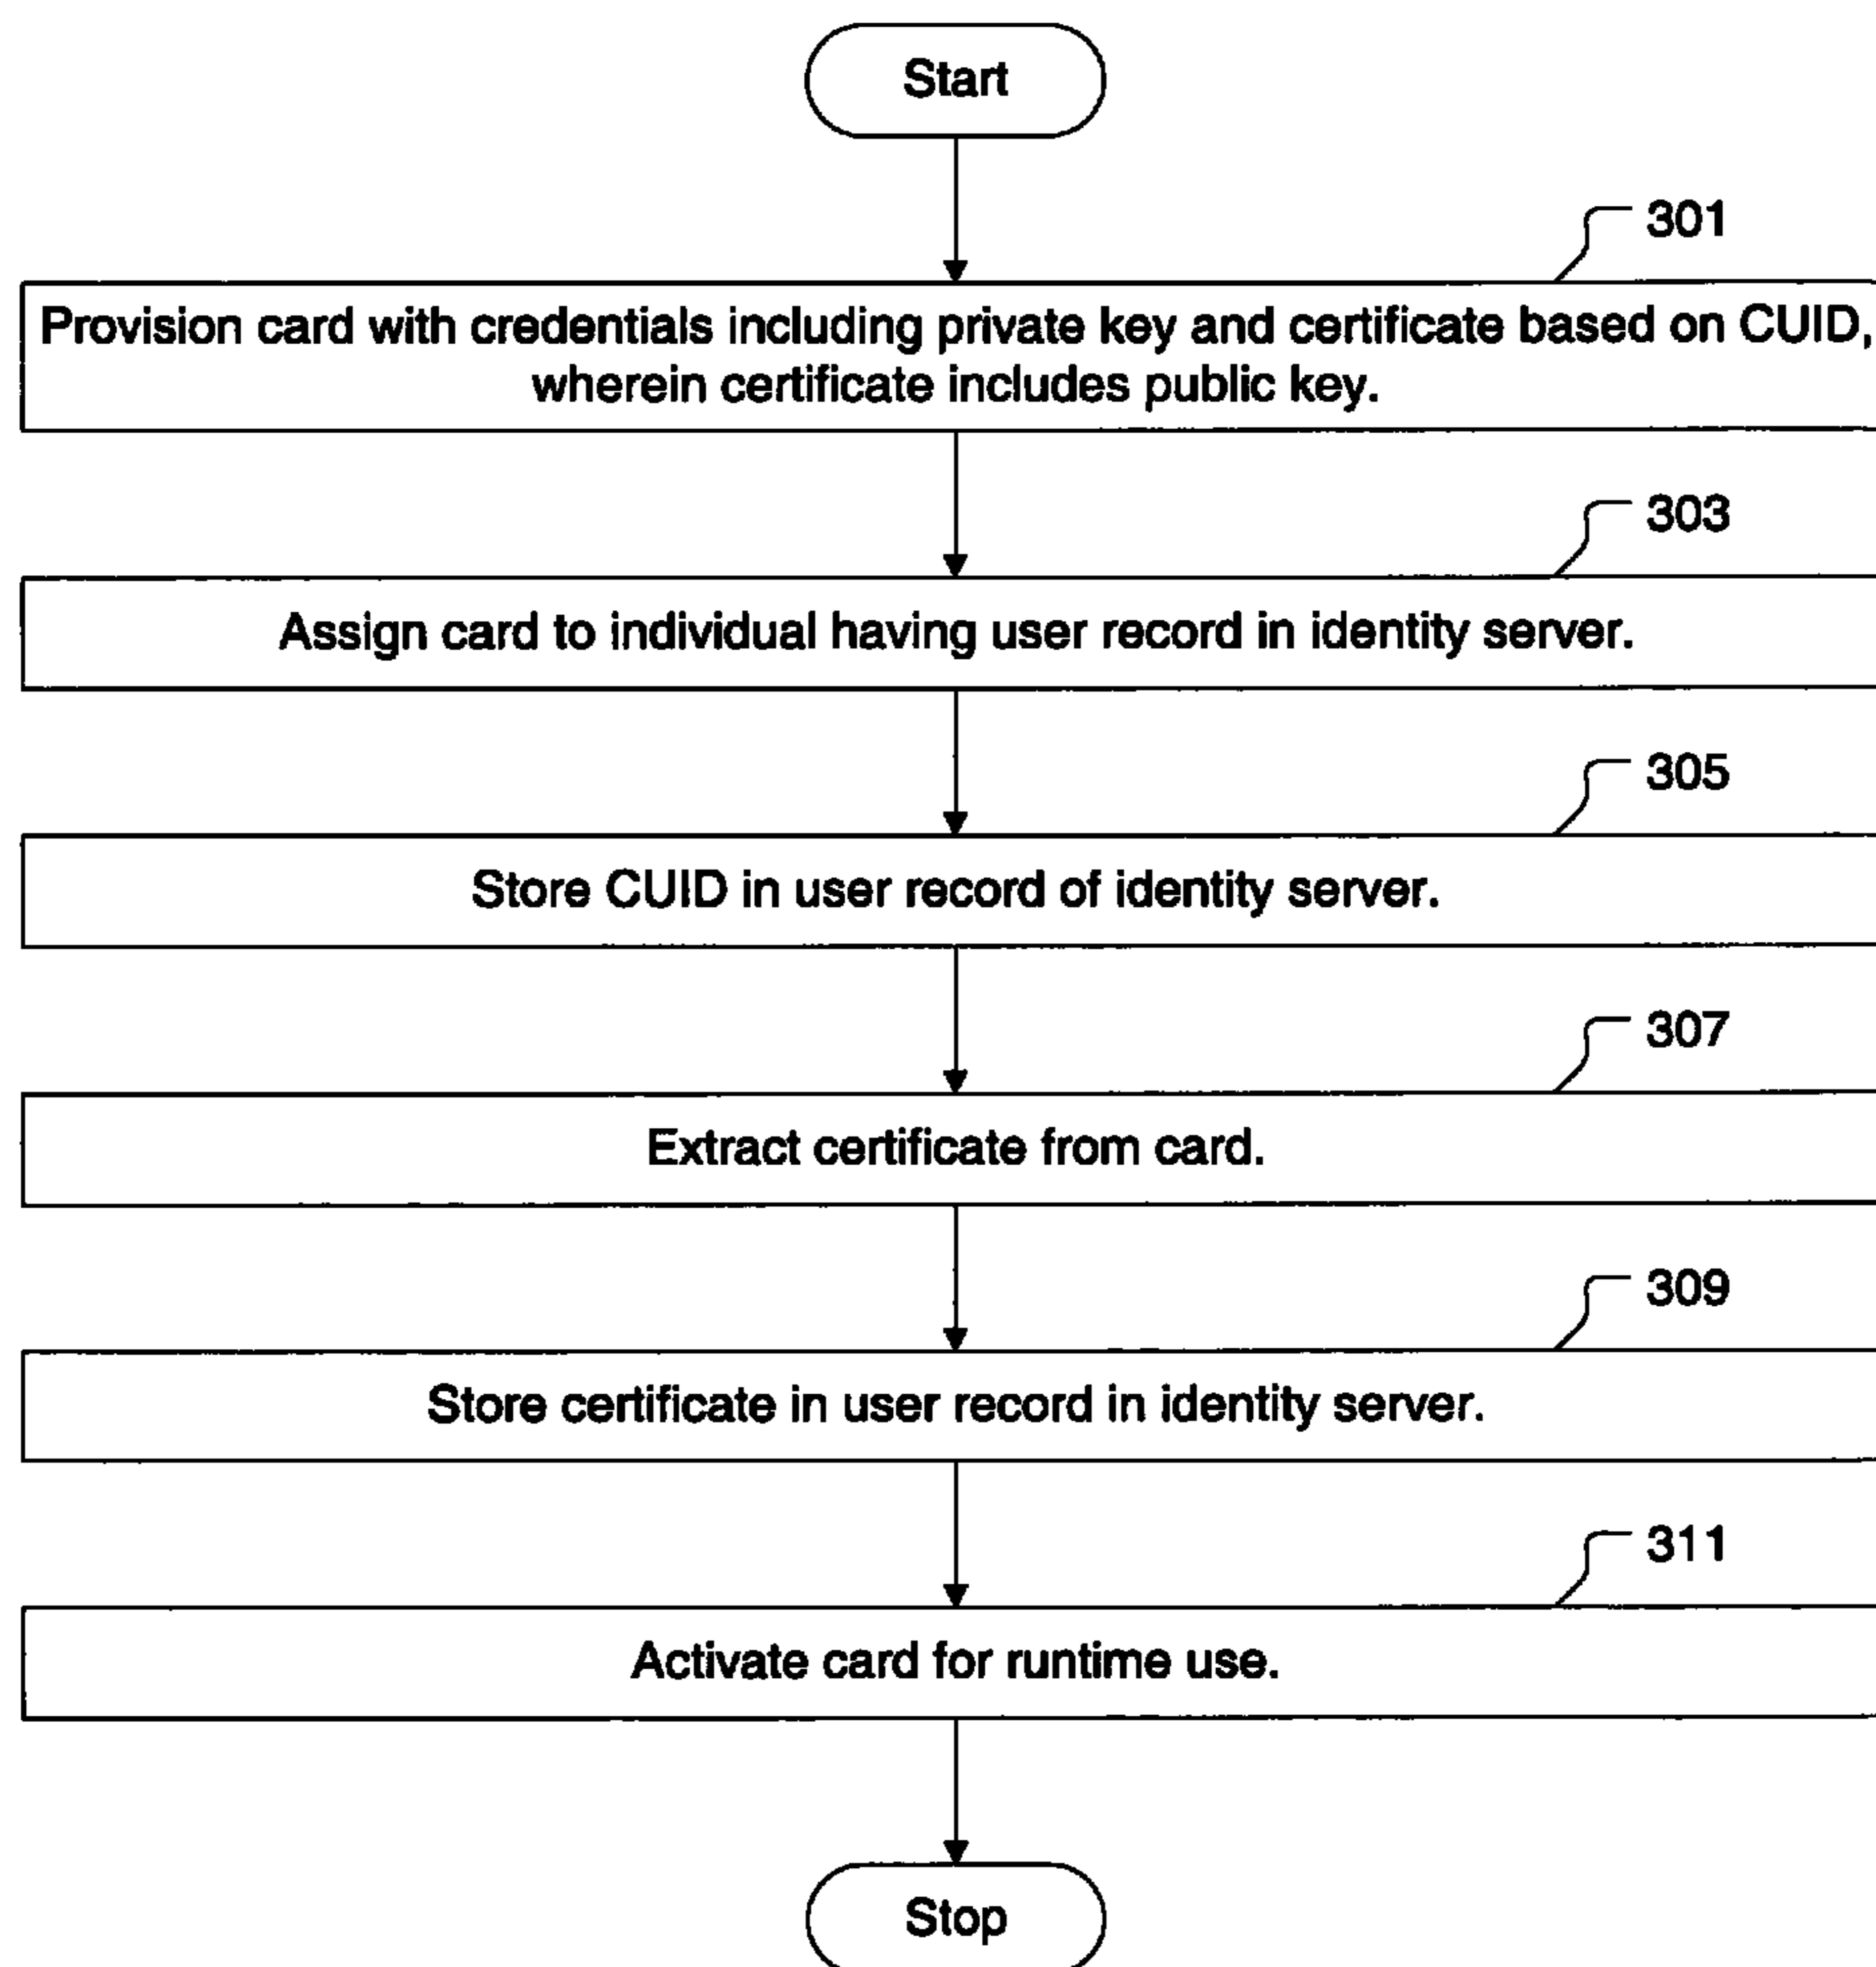 Start
301
Provision card with credentials including private key and certificate based on CUID,
wherein certificate includes public key.
303
Assign card to individual having user record in identity server.
305
Store CUID in user record of identity server.
307
Extract certificate from card.
309
Store certificate in user record in identity server.
311
Activate card for runtime use.
Stop